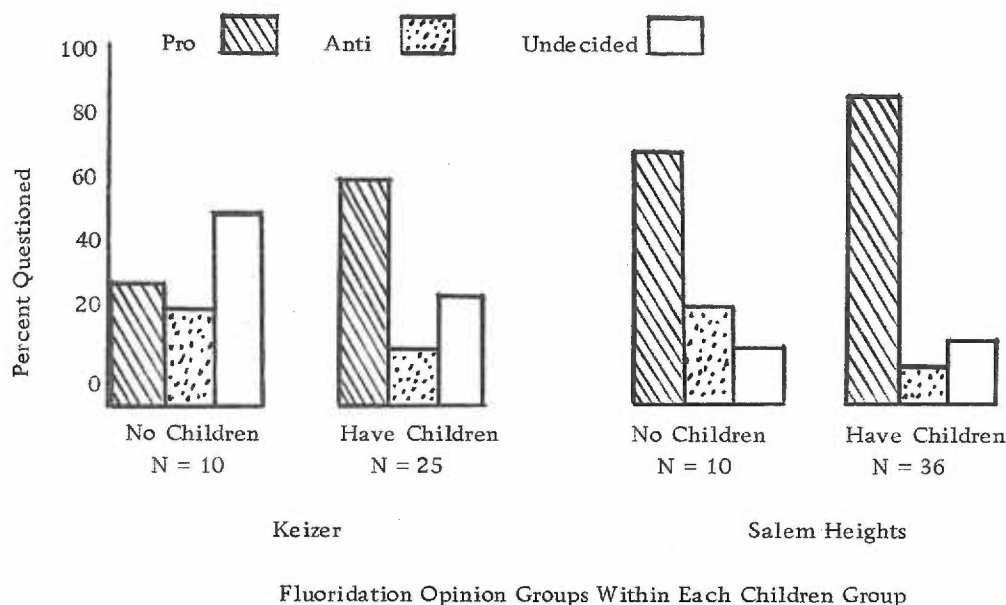 Pro Anti Undecided
100
80
60
40
20
0
Percent Questioned
No Children Have Children No Children Have Children
N = 10 N = 25 N = 10 N = 36
Keizer Salem Heights
Fluoridation Opinion Groups Within Each Children Group